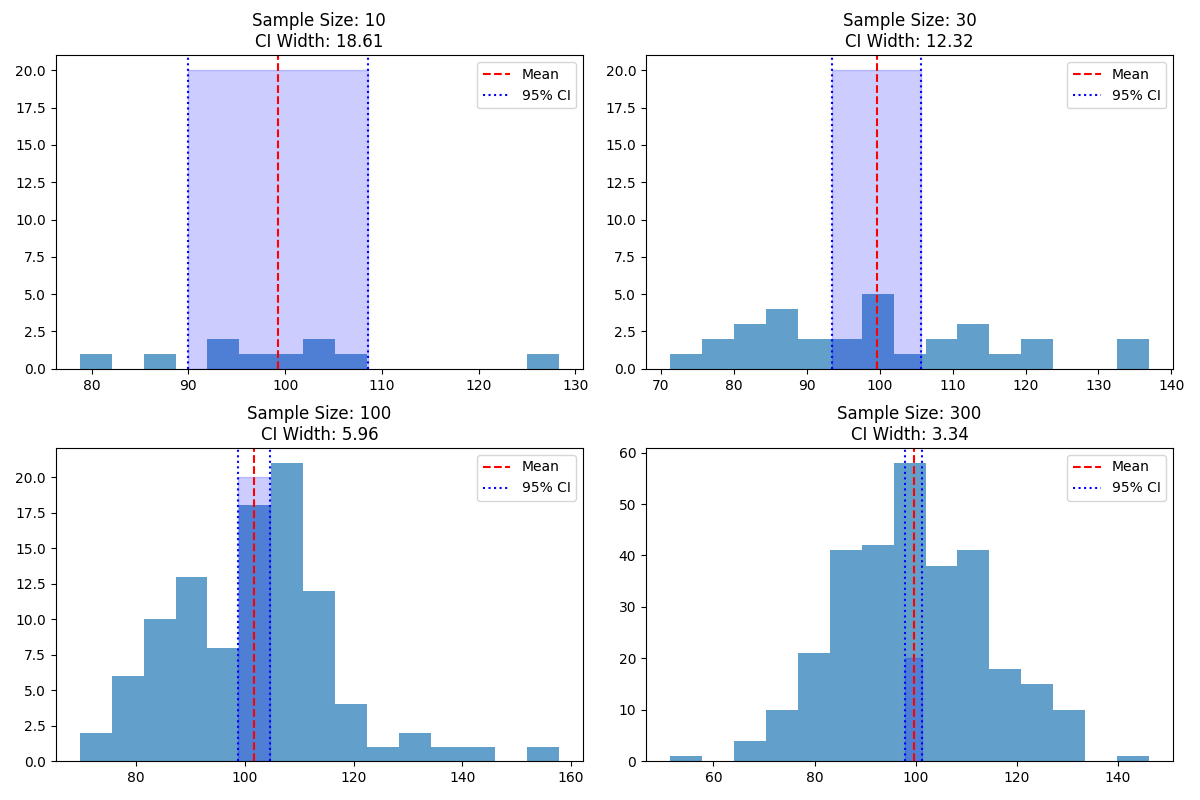 Sample Size: 10
CI Width: 18.61
20.0
17.5
15.0
12.5
10.0
7.5
5.0
2.5
0.0
80 90 100 110 120 130
Mean
95% CI
Sample Size: 30
CI Width: 12.32
20.0
17.5
15.0
12.5
10.0
7.5
5.0
2.5
0.0
70 80 90 100 110 120 130 140
Mean
95% CI
Sample Size: 100
CI Width: 5.96
20.0
17.5
15.0
12.5
10.0
7.5
5.0
2.5
0.0
80 100 120 140 160
Mean
95% CI
Sample Size: 300
CI Width: 3.34
60
50
40
30
20
10
0
60 80 100 120 140
Mean
95% CI